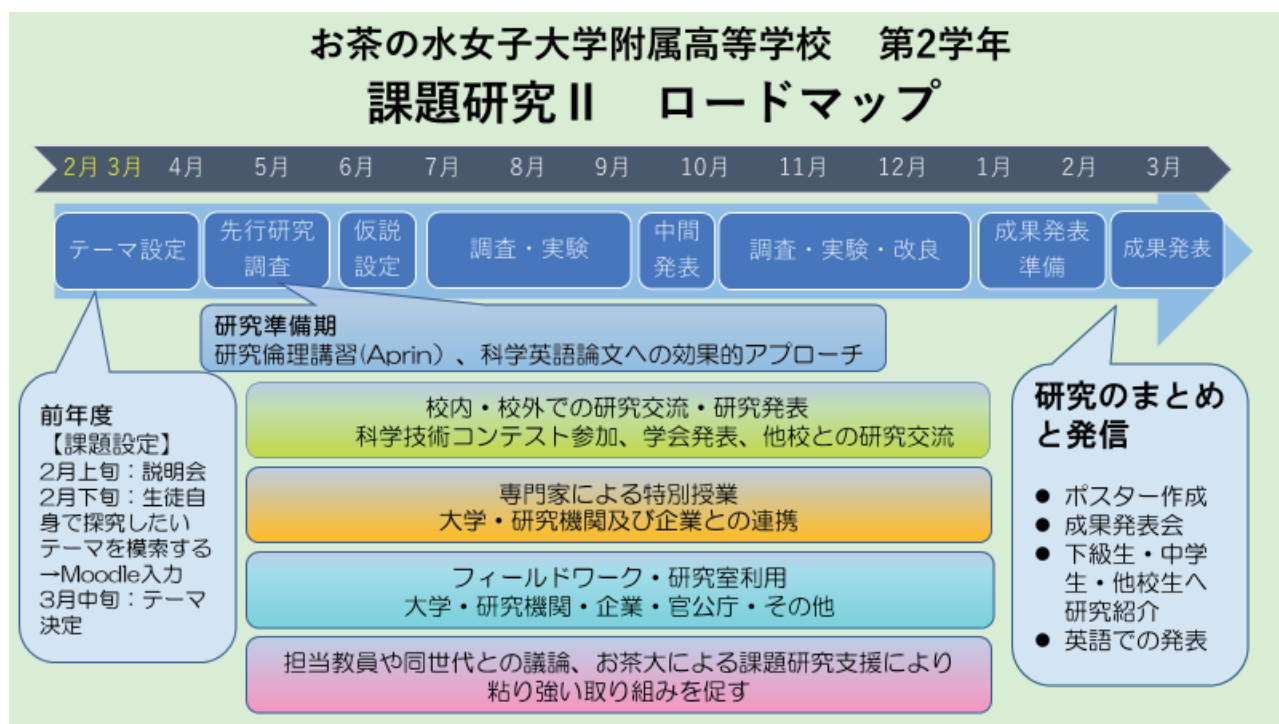 お茶の水女子大学附属高等学校　第2学年
課題研究Ⅱ　ロードマップ
2月 3月 4月 5月 6月 7月 8月 9月 10月 11月 12月 1月 2月 3月
テーマ設定
先行研究
調査
仮説
設定
調査・実験
中間
発表
調査・実験・改良
成果発表
準備
成果発表
研究準備期
研究倫理講習(Aprin）、科学英語論文への効果的アプローチ
前年度
【課題設定】
2月上旬：説明会
2月下旬：生徒自
身で探究したい
テーマを模索する
→Moodle入力
3月中旬：テーマ
決定
校内・校外での研究交流・研究発表
科学技術コンテスト参加、学会発表、他校との研究交流
専門家による特別授業
大学・研究機関及び企業との連携
フィールドワーク・研究室利用
大学・研究機関・企業・官公庁・その他
担当教員や同世代との議論、お茶大による課題研究支援により
粘り強い取り組みを促す
研究のまとめ
と発信
● ポスター作成
● 成果発表会
● 下級生・中学
生・他校生へ
研究紹介
● 英語での発表